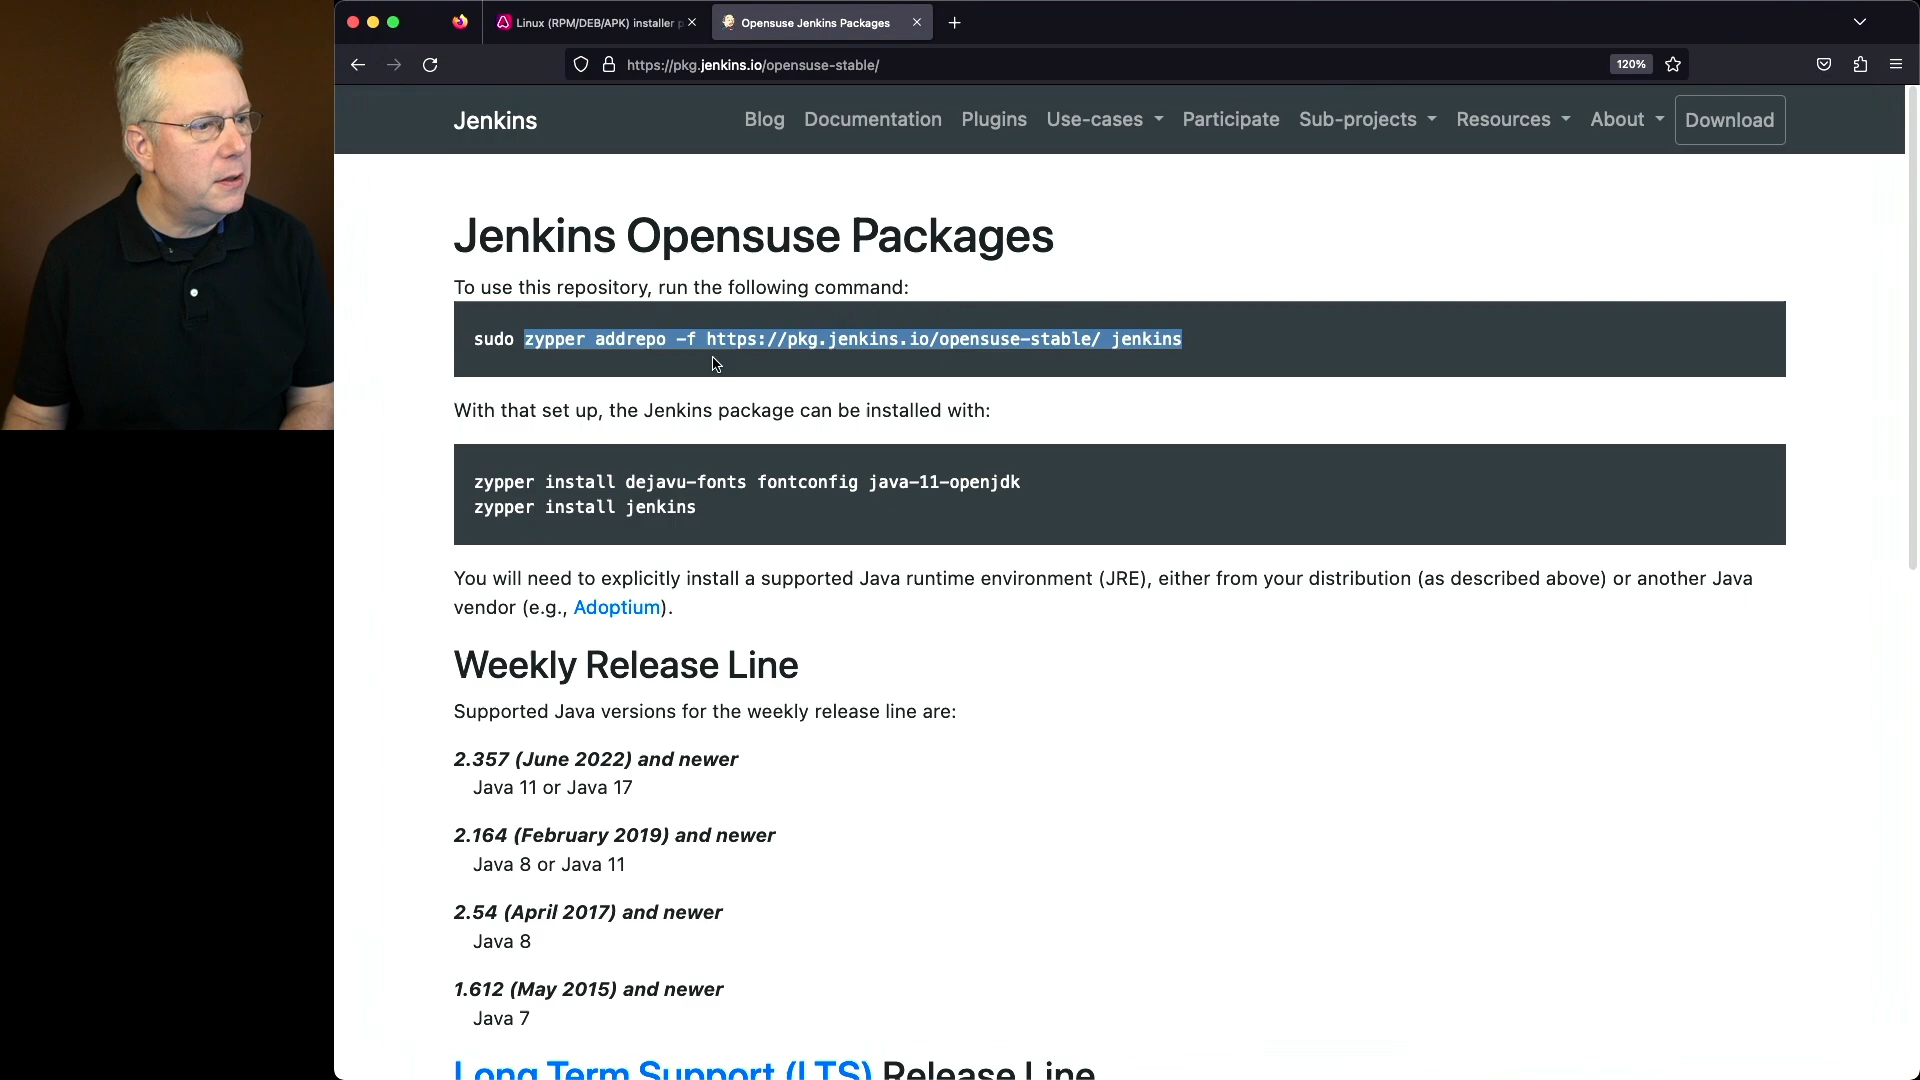 Linux (RPM/DEB/APK) installer p
Opensuse Jenkins Packages
https://pkg.jenkins.io/opensuse-stable/
120%
Jenkins
Blog
Documentation
Plugins
Use-cases
Participate
Sub-projects
Resources
About
Download
Jenkins Opensuse Packages
To use this repository, run the following command:
sudo zypper addrepo -f https://pkg.jenkins.io/opensuse-stable/ jenkins
With that set up, the Jenkins package can be installed with:
zypper install dejavu-fonts fontconfig java-11-openjdk
zypper install jenkins
You will need to explicitly install a supported Java runtime environment (JRE), either from your distribution (as described above) or another Java
vendor (e.g., Adoptium).
Weekly Release Line
Supported Java versions for the weekly release line are:
2.357 (June 2022) and newer
Java 11 or Java 17
2.164 (February 2019) and newer
Java 8 or Java 11
2.54 (April 2017) and newer
Java 8
1.612 (May 2015) and newer
Java 7
Long Term Support (LTS) Release Line